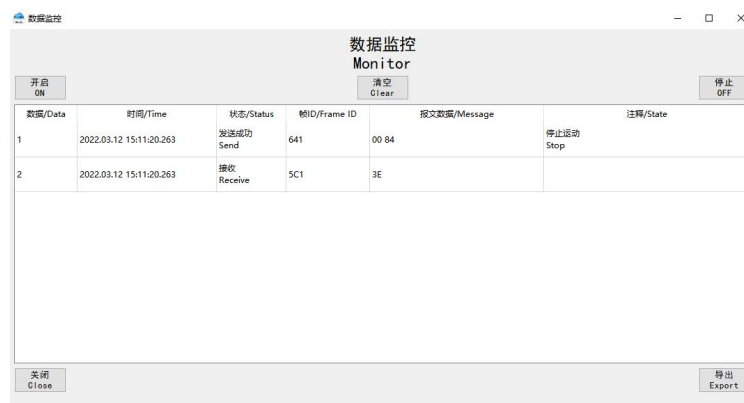 数据监控
数据监控
Monitor
开启
ON
清空
Clear
停止
OFF
数据/Data 时间/Time 状态/Status 帧ID/Frame ID 报文数据/Message 注释/State
1 2022.03.12 15:11:20.263 发送成功 Send 641 00 84 停止运动 Stop
2 2022.03.12 15:11:20.263 接收 Receive 5C1 3E
关闭
Close
导出
Export